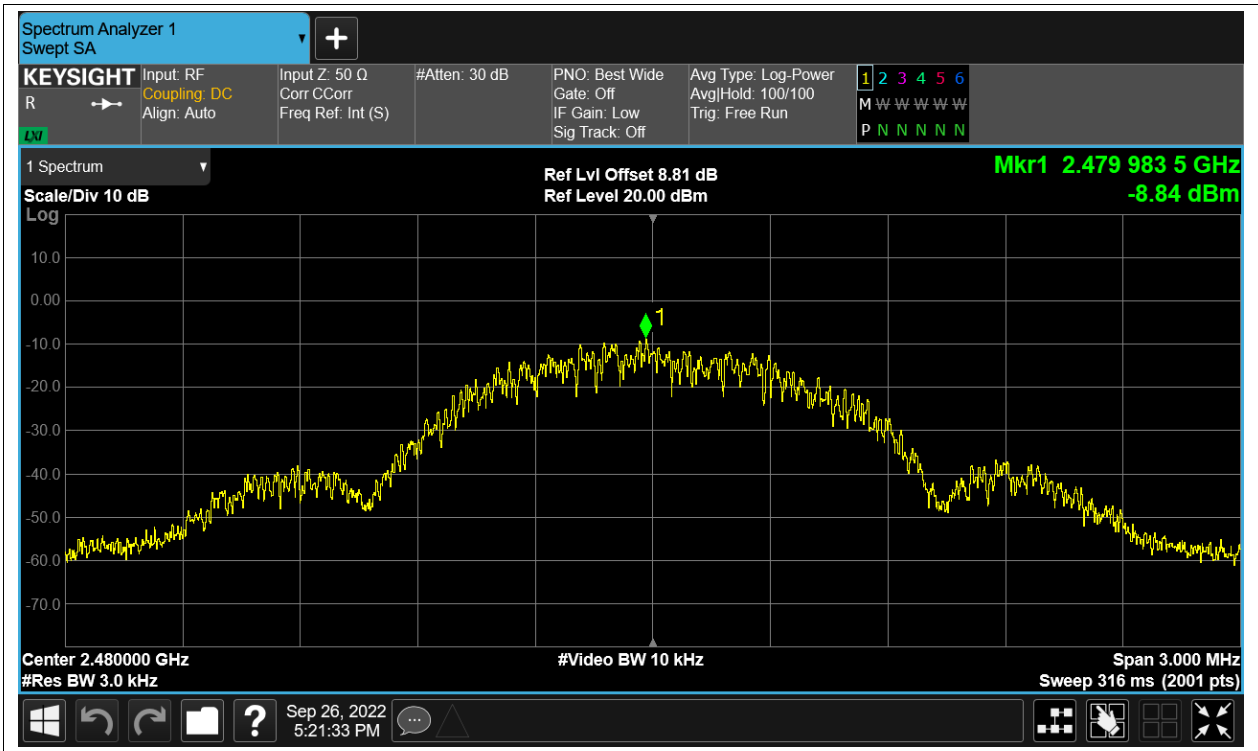 Spectrum Analyzer 1
Swept SA
+
KEYSIGHT
R
LXI
Input: RF
Coupling: DC
Align: Auto
Input Z: 50 Ω
Corr CCorr
Freq Ref: Int (S)
#Atten: 30 dB
PNO: Best Wide
Gate: Off
IF Gain: Low
Sig Track: Off
Avg Type: Log-Power
Avg|Hold: 100/100
Trig: Free Run
1 2 3 4 5 6
M W W W W W W
P N N N N N N
1 Spectrum
Scale/Div 10 dB
Log
Ref Lvl Offset 8.81 dB
Ref Level 20.00 dBm
Mkr1 2.479 983 5 GHz
-8.84 dBm
10.0
0.00
-10.0
-20.0
-30.0
-40.0
-50.0
-60.0
-70.0
1
Center 2.480000 GHz
#Res BW 3.0 kHz
#Video BW 10 kHz
Span 3.000 MHz
Sweep 316 ms (2001 pts)
?
Sep 26, 2022
5:21:33 PM